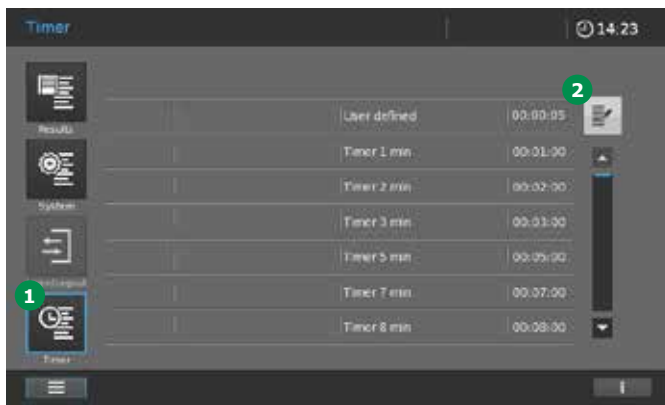 Timer
14:23
2
Results
User defined 00:00:05
Timer 1 min 00:01:00
System
Timer 2 min 00:02:00
Timer 3 min 00:03:00
Timer 5 min 00:05:00
1
Timer 7 min 00:07:00
Timer 8 min 00:08:00
Timer
i